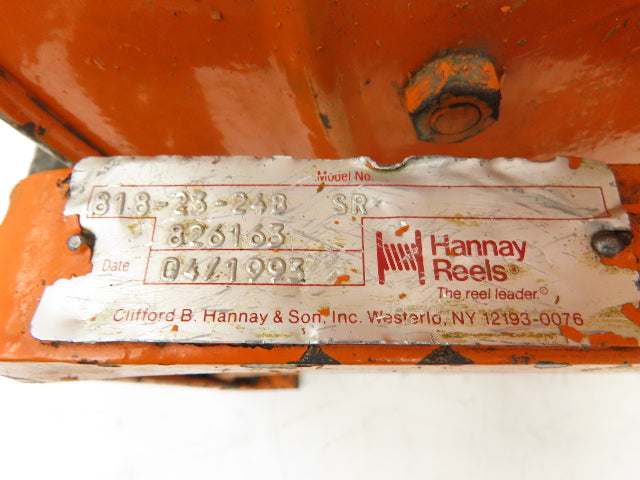 Model No.
818-23-24B SR
826163
Date 04/1993
Hannay
Reels®
The reel leader.®
Clifford B. Hannay & Son, Inc. Westerlo, NY 12193-0076